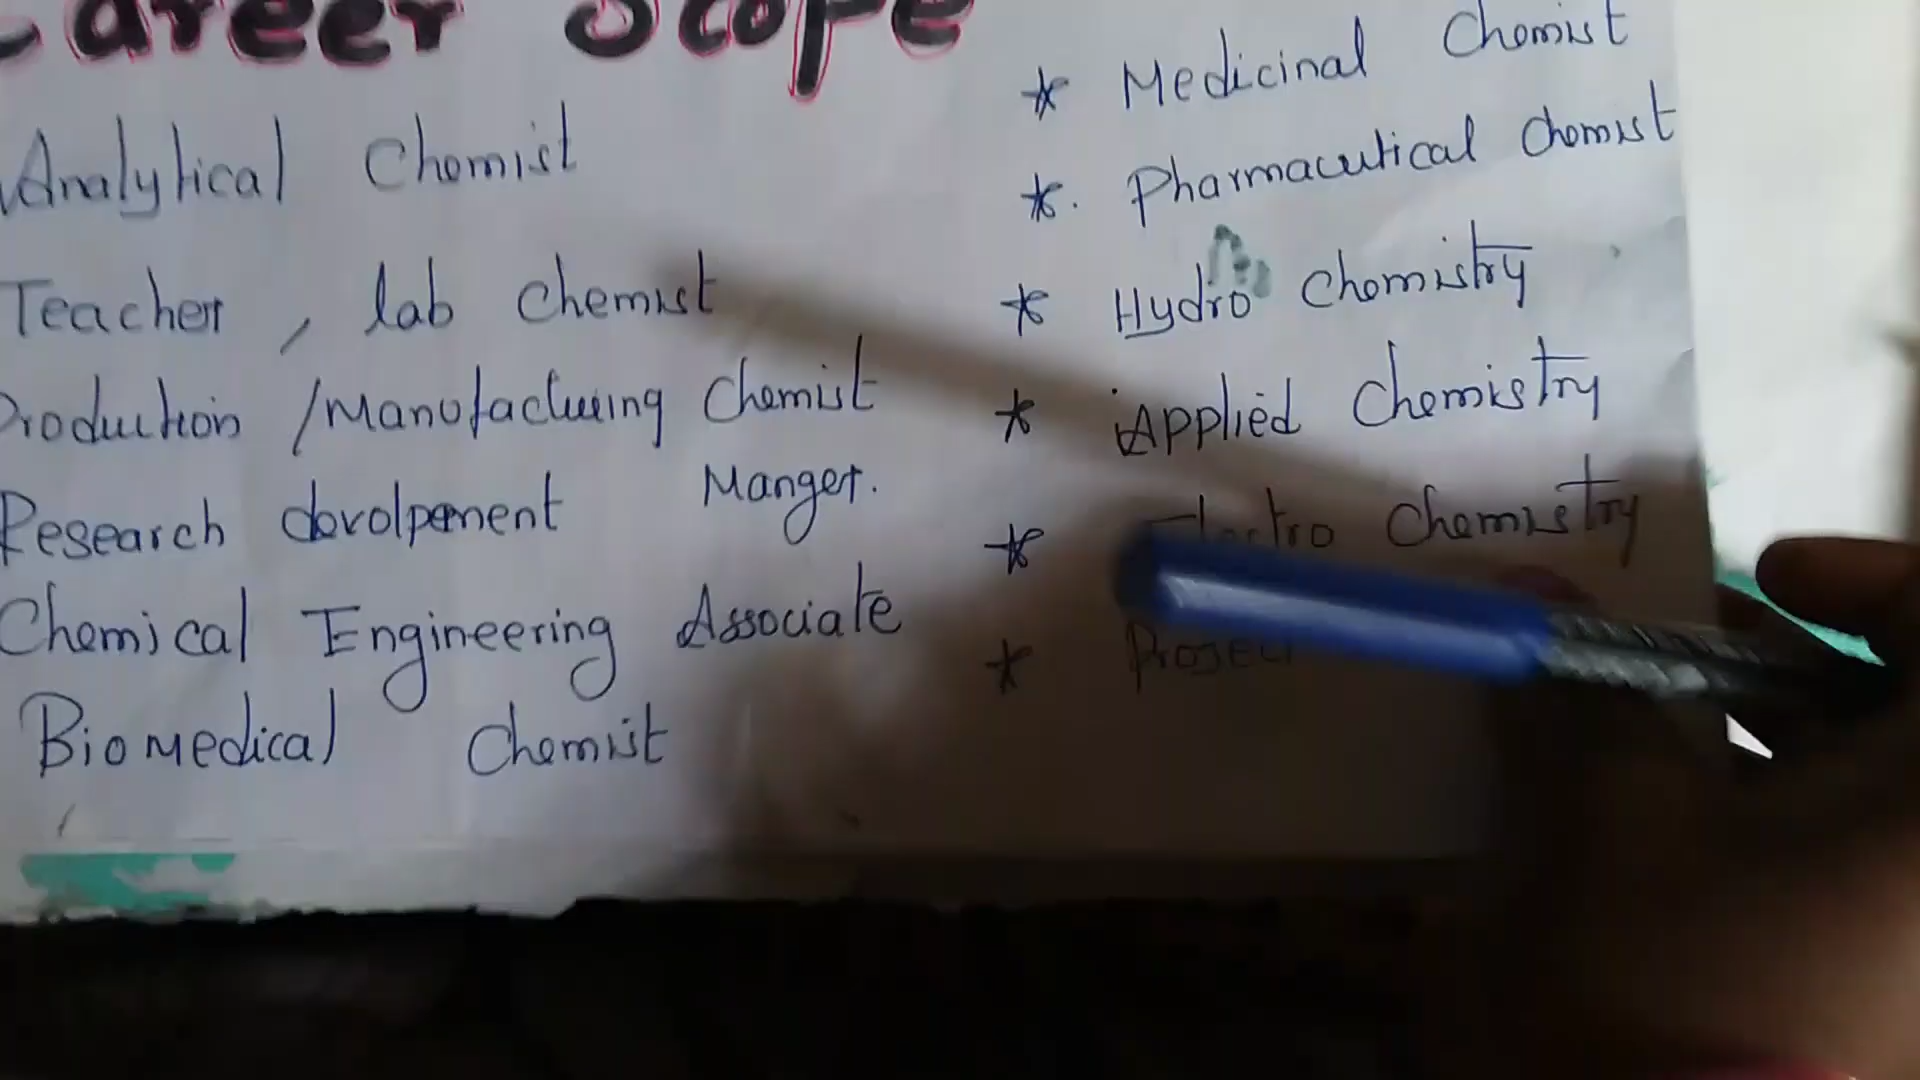 Career Scope
Analytical Chemist
Teacher, lab Chemist
Production /Manufacturing Chemist
Research devolpement Manger.
Chemical Engineering Associate
Biomedical Chemist
* Medicinal Chemist
*. Pharmacutical Chemist
* Hydro Chemistry
* Applied Chemistry
* Electro Chemistry
*